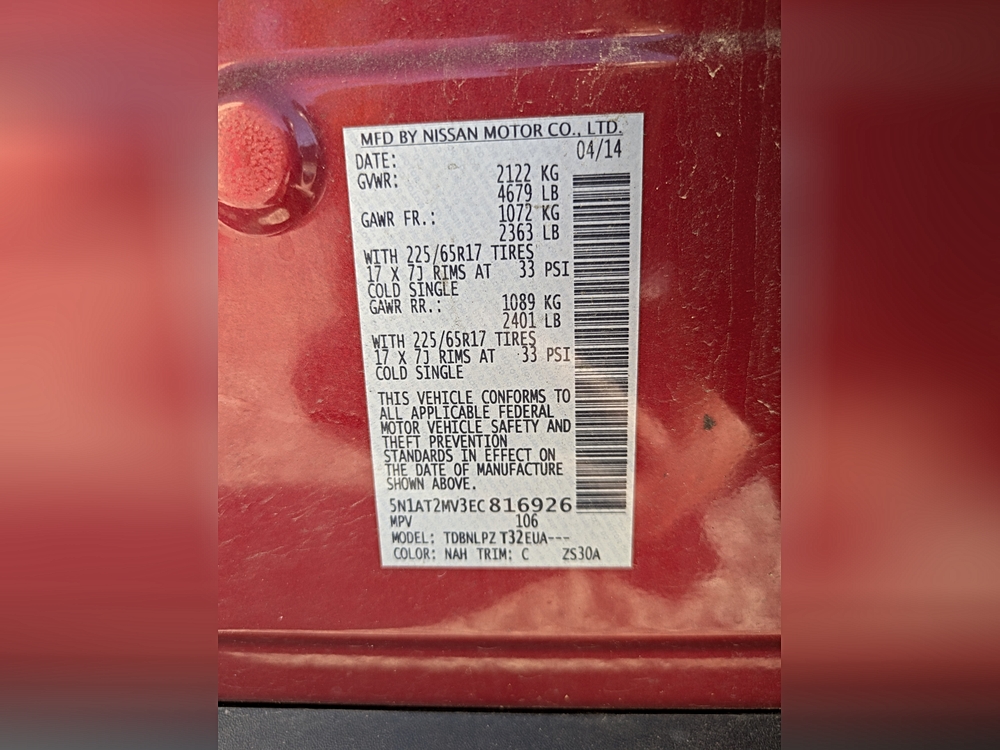 MFD BY NISSAN MOTOR CO., LTD.
DATE: 04/14
GVWR: 2122 KG
4679 LB
GAWR FR.: 1072 KG
2363 LB
WITH 225/65R17 TIRES
17 X 7J RIMS AT 33 PSI
COLD SINGLE
GAWR RR.: 1089 KG
2401 LB
WITH 225/65R17 TIRES
17 X 7J RIMS AT 33 PSI
COLD SINGLE
THIS VEHICLE CONFORMS TO
ALL APPLICABLE FEDERAL
MOTOR VEHICLE SAFETY AND
THEFT PREVENTION
STANDARDS IN EFFECT ON
THE DATE OF MANUFACTURE
SHOWN ABOVE.
5N1AT2MV3EC816926
MPV 106
MODEL: TDBNLPZ T32EUA---
COLOR: NAH TRIM: C ZS30A